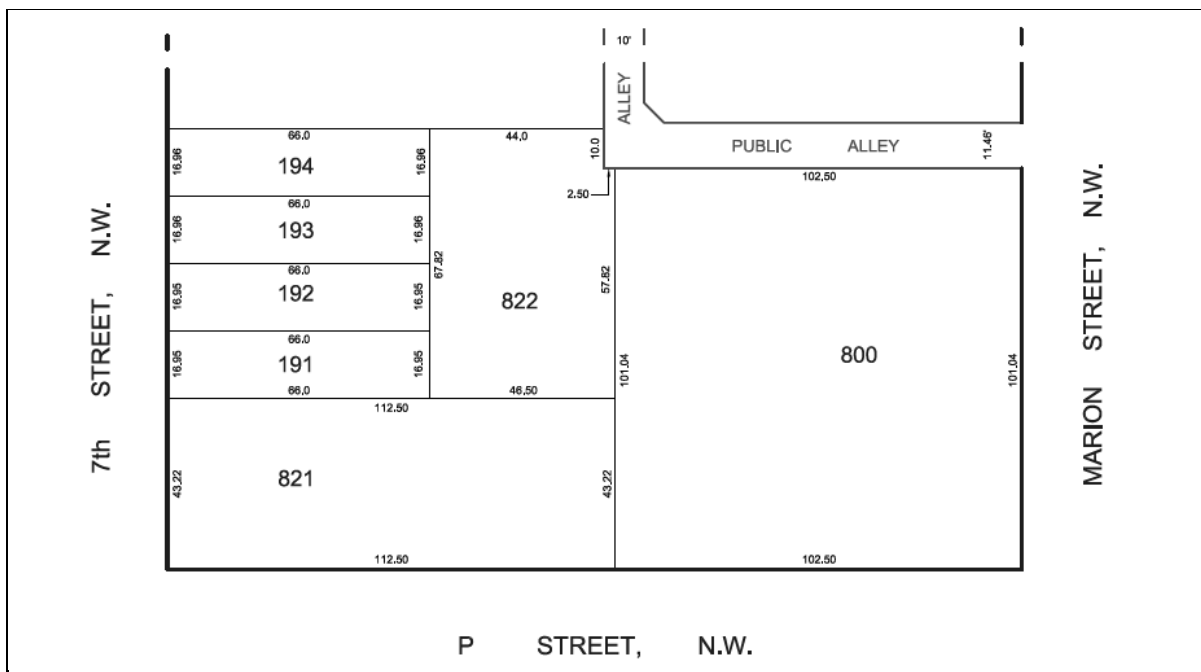 10'
ALLEY
66.0 44.0
10.0
PUBLIC ALLEY
11.46'
16.96 194 16.96
2.50
102.50
66.0
16.96 193 16.96
67.82
57.82
66.0
16.95 192 16.95
822
66.0
16.95 191 16.95
66.0 46.50
101.04
800
101.04
112.50
43.22
821
43.22
112.50
102.50
7th STREET, N.W.
MARION STREET, N.W.
P STREET, N.W.